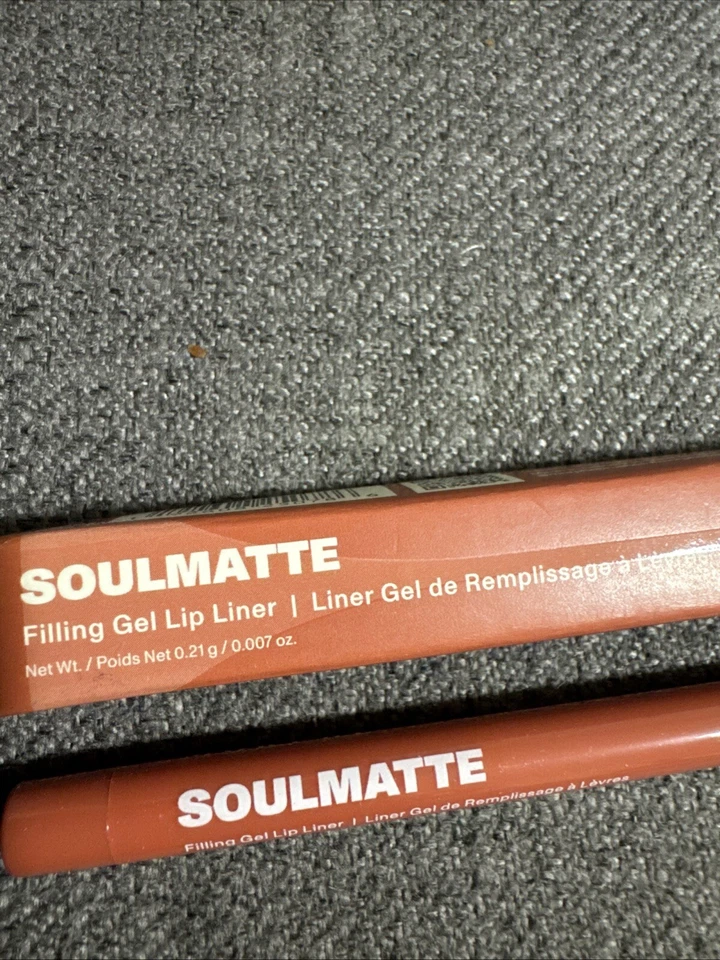 SOULMATTE
Filling Gel Lip Liner | Liner Gel de Remplissage à Lèvres
Net Wt. / Poids Net 0.21 g / 0.007 oz.
SOULMATTE
Filling Gel Lip Liner | Liner Gel de Remplissage à Lèvres